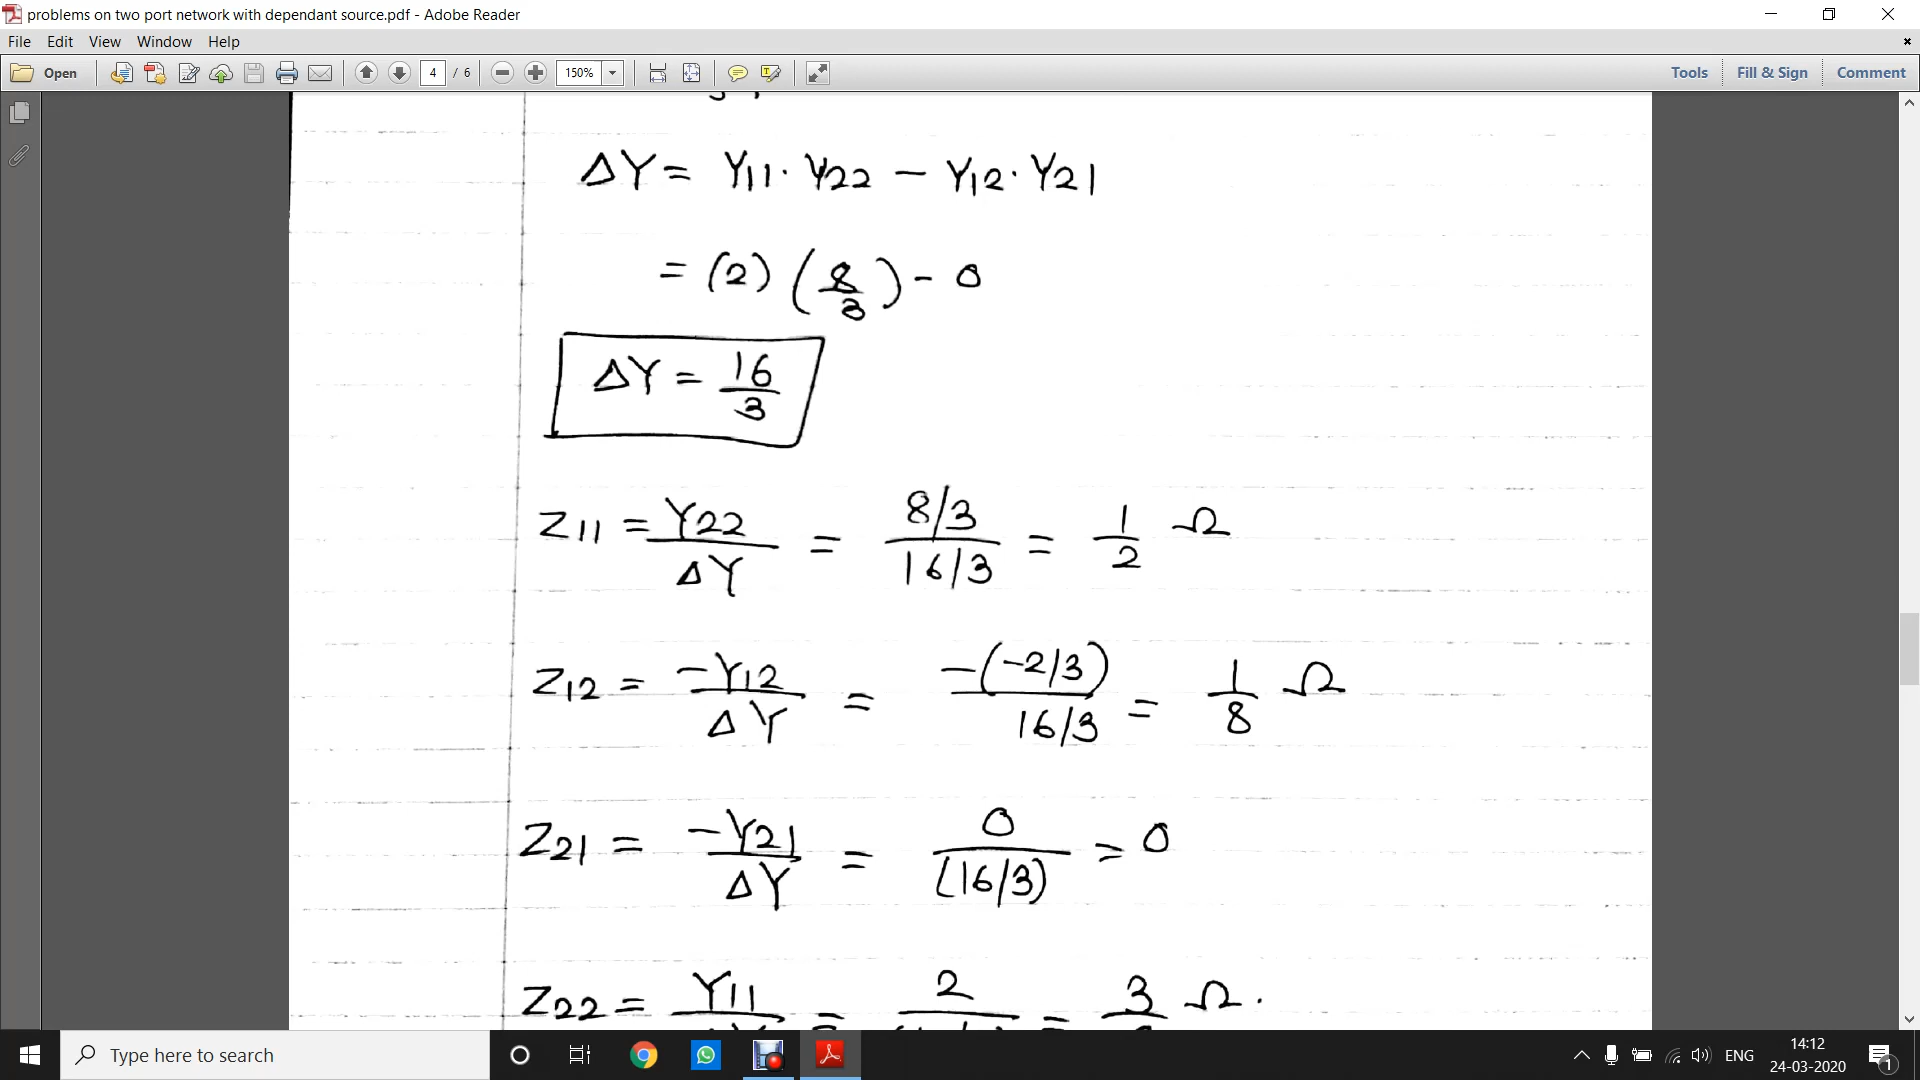 problems on two port network with dependant source.pdf - Adobe Reader
File Edit View Window Help
Open 4 / 6 150% Tools Fill & Sign Comment
ΔY = Y11 · Y22 – Y12 · Y21
= (2) (8/3) – 0
ΔY = 16/3
Z11 = Y22/ΔY = 8/3 / 16/3 = 1/2 Ω
Z12 = –Y12/ΔY = –(–2/3) / 16/3 = 1/8 Ω
Z21 = –Y21/ΔY = 0/(16/3) = 0
Z22 = Y11 = 2 = 3 Ω.
Type here to search
ENG
14:12
24-03-2020
1